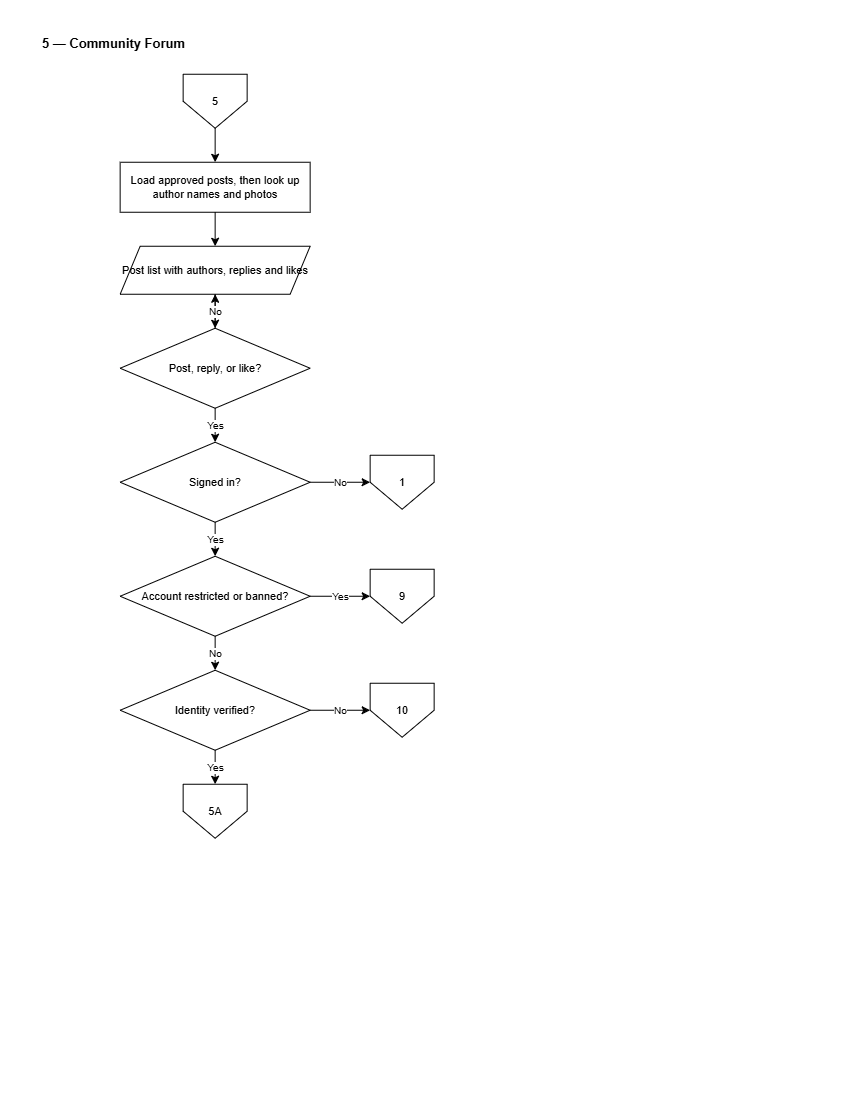 5 — Community Forum
5
Load approved posts, then look up
author names and photos
Post list with authors, replies and likes
No
Post, reply, or like?
Yes
Signed in?
No
1
Yes
Account restricted or banned?
Yes
9
No
Identity verified?
No
10
Yes
5A